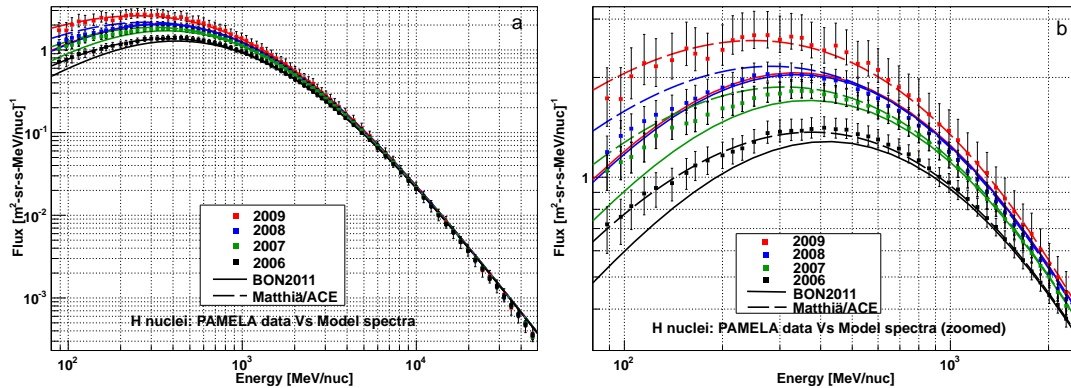 a
Flux [m²-sr-s-MeV/nuc]⁻¹
1
10⁻¹
10⁻²
10⁻³
2009
2008
2007
2006
BON2011
Matthiä/ACE
H nuclei: PAMELA data Vs Model spectra
10²
10³
10⁴
Energy [MeV/nuc]
b
Flux [m²-sr-s-MeV/nuc]⁻¹
1
2009
2008
2007
2006
BON2011
Matthiä/ACE
H nuclei: PAMELA data Vs Model spectra (zoomed)
10²
10³
Energy [MeV/nuc]